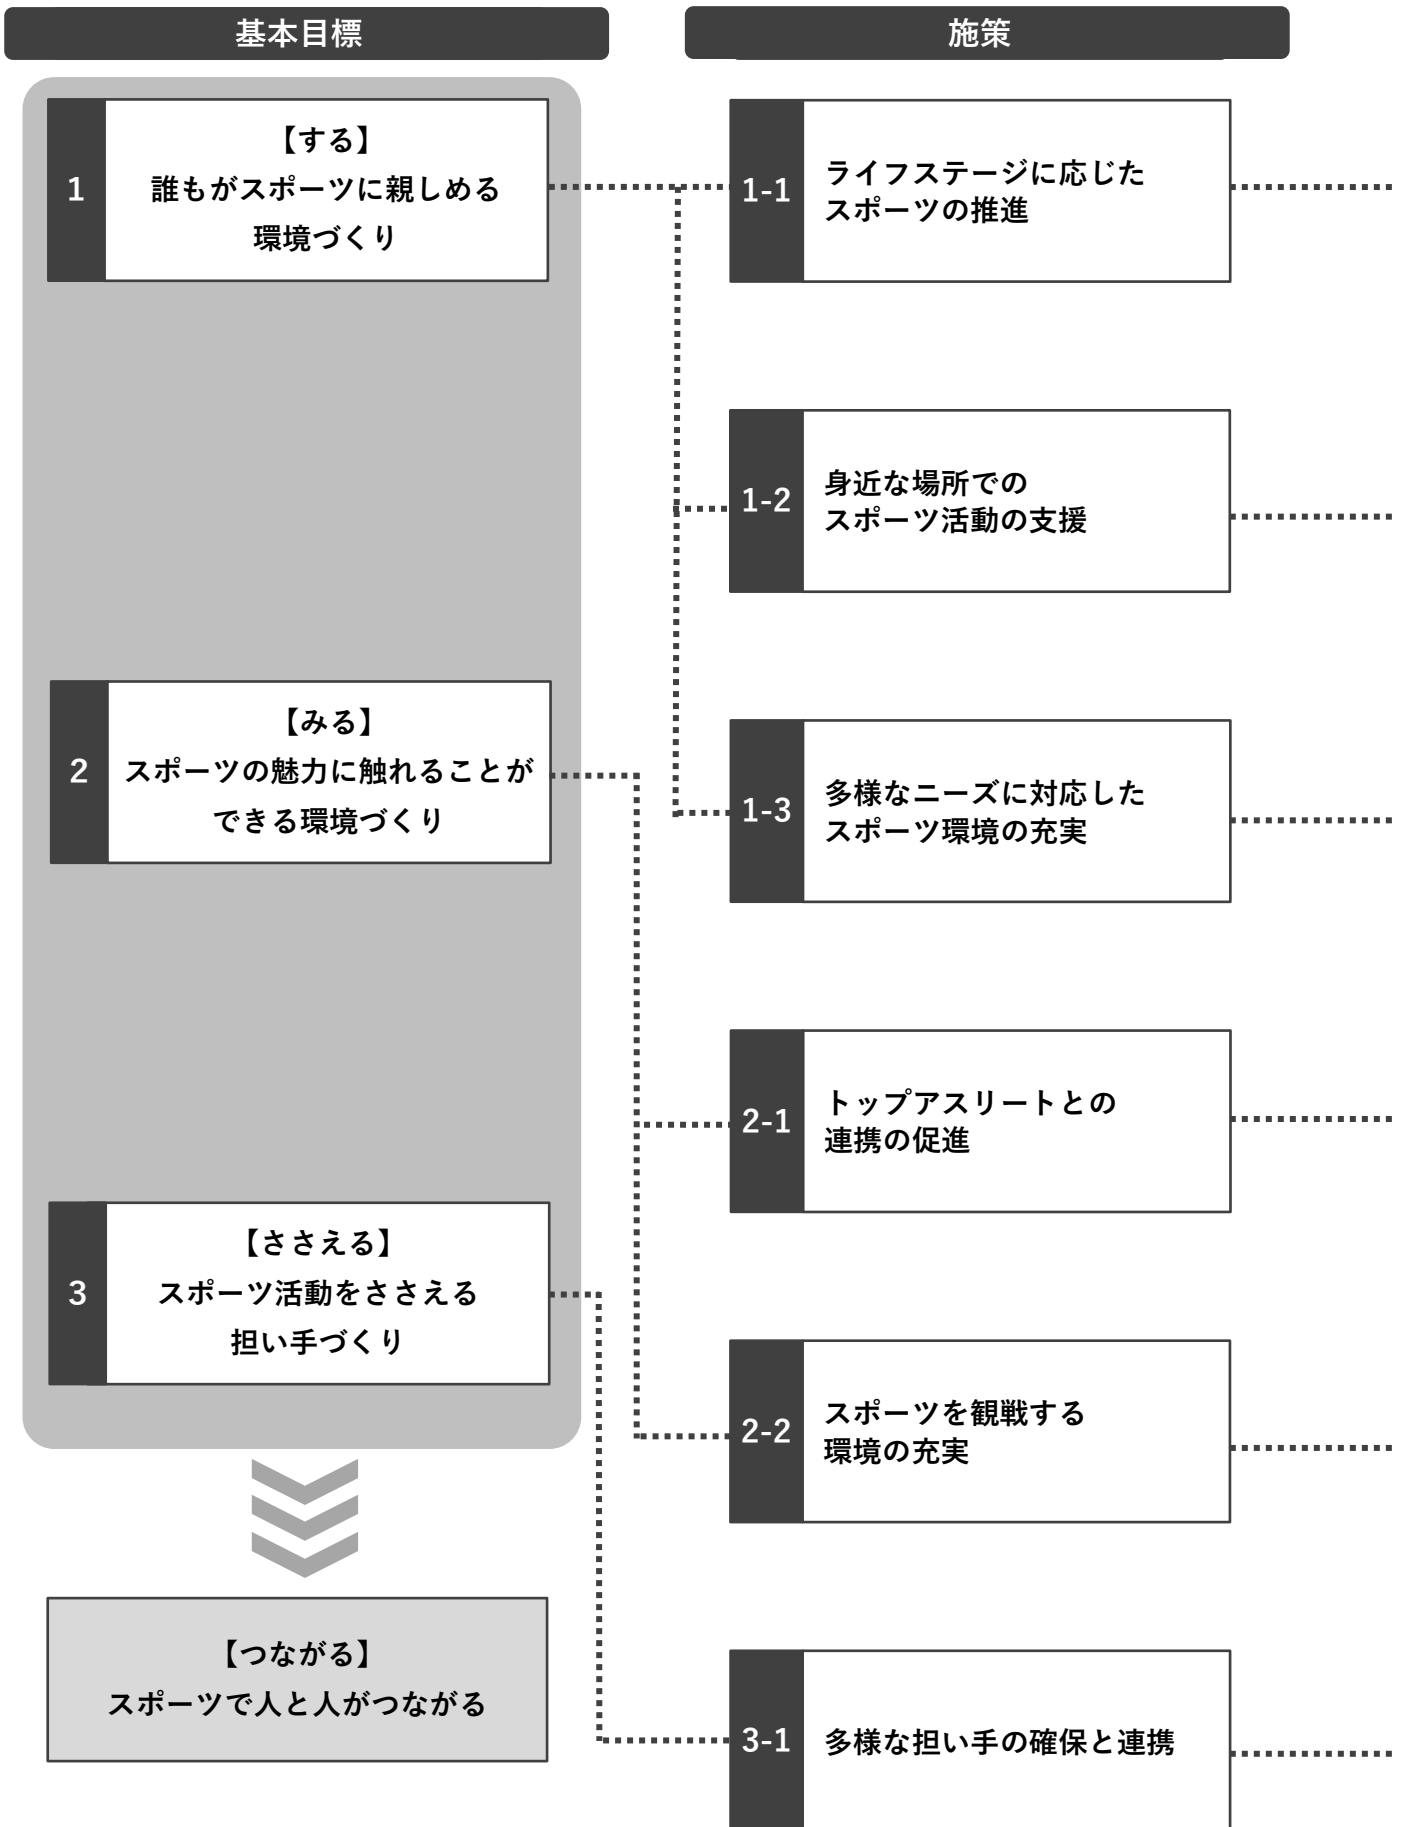 基本目標
施策
1
【する】
誰もがスポーツに親しめる
環境づくり
2
【みる】
スポーツの魅力に触れることが
できる環境づくり
3
【ささえる】
スポーツ活動をささえる
担い手づくり
【つながる】
スポーツで人と人がつながる
1-1
ライフステージに応じた
スポーツの推進
1-2
身近な場所での
スポーツ活動の支援
1-3
多様なニーズに対応した
スポーツ環境の充実
2-1
トップアスリートとの
連携の促進
2-2
スポーツを観戦する
環境の充実
3-1
多様な担い手の確保と連携